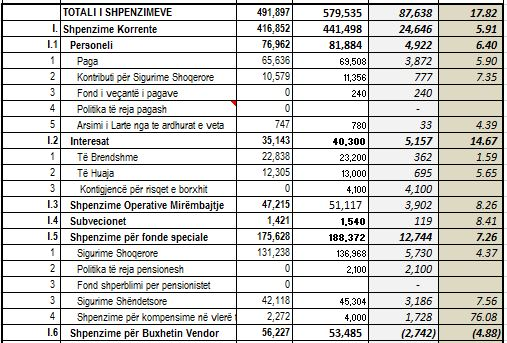 TOTALI I SHPENZIMEVE 491,897 579,535 87,638 17.82
I. Shpenzime Korrente 416,852 441,498 24,646 5.91
I.1 Personeli 76,962 81,884 4,922 6.40
1 Paga 65,636 69,508 3,872 5.90
2 Kontributi për Sigurime Shoqerore 10,579 11,356 777 7.35
3 Fond i veçantë i pagave 0 240 240
4 Politika të reja pagash 0 -
5 Arsimi i Larte nga te ardhurat e veta 747 780 33 4.39
I.2 Interesat 35,143 40,300 5,157 14.67
1 Të Brendshme 22,838 23,200 362 1.59
2 Të Huaja 12,305 13,000 695 5.65
3 Kontigjencë për risqet e borxhit 0 4,100 4,100
I.3 Shpenzime Operative Mirëmbajtje 47,215 51,117 3,902 8.26
I.4 Subvecionet 1,421 1,540 119 8.41
I.5 Shpenzime për fonde speciale 175,628 188,372 12,744 7.26
1 Sigurime Shoqerore 131,238 136,968 5,730 4.37
2 Politika të reja pensionesh 0 2,100 2,100
3 Fond shperblimi per pensionistet 0 -
3 Sigurime Shëndetsore 42,118 45,304 3,186 7.56
4 Shpenzime për kompensime në vlerë t 2,272 4,000 1,728 76.08
I.6 Shpenzime për Buxhetin Vendor 56,227 53,485 (2,742) (4.88)